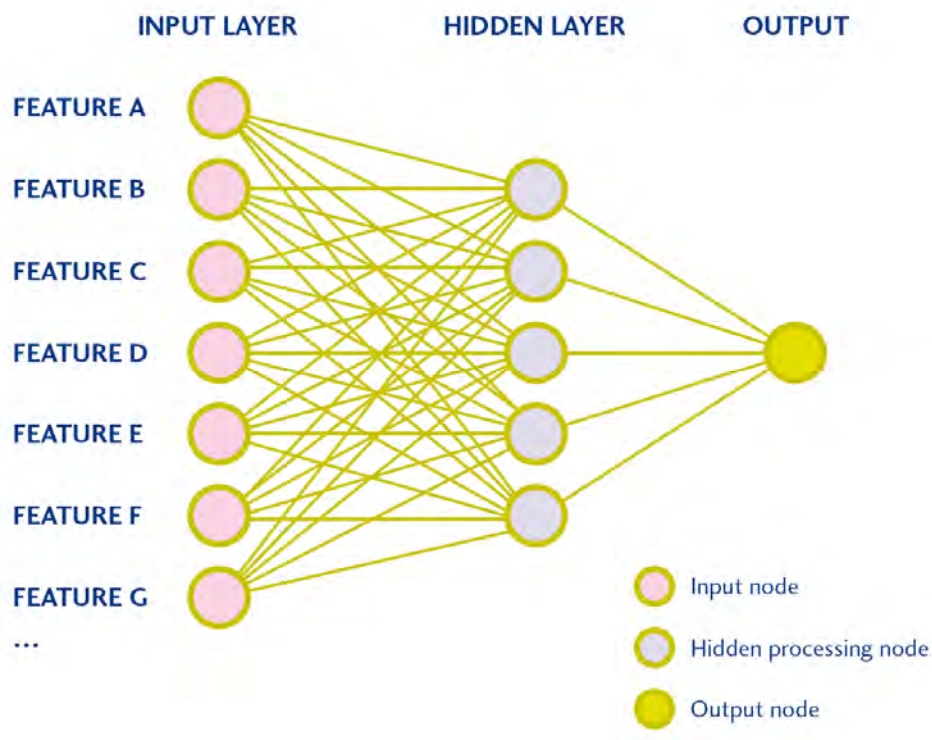 INPUT LAYER
HIDDEN LAYER
OUTPUT
FEATURE A
FEATURE B
FEATURE C
FEATURE D
FEATURE E
FEATURE F
FEATURE G
...
Input node
Hidden processing node
Output node